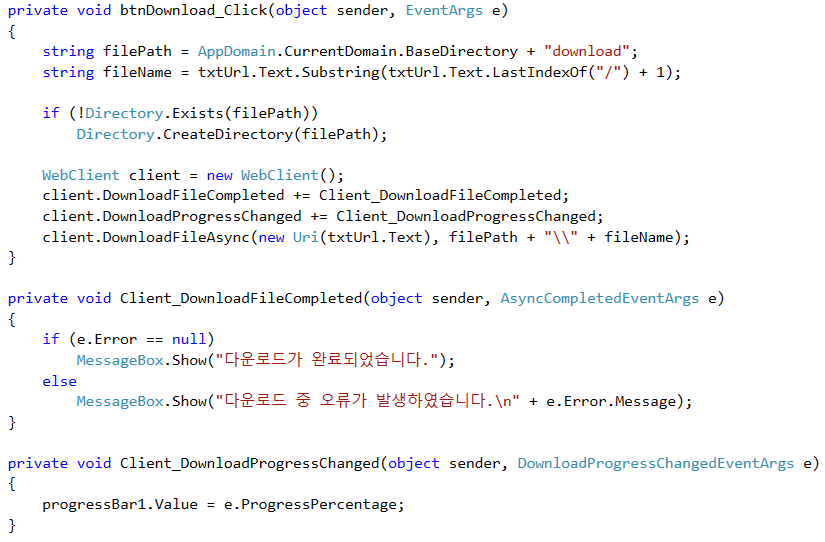 private void btnDownload_Click(object sender, EventArgs e)
{
    string filePath = AppDomain.CurrentDomain.BaseDirectory + "download";
    string fileName = txtUrl.Text.Substring(txtUrl.Text.LastIndexOf("/") + 1);

    if (!Directory.Exists(filePath))
        Directory.CreateDirectory(filePath);

    WebClient client = new WebClient();
    client.DownloadFileCompleted += Client_DownloadFileCompleted;
    client.DownloadProgressChanged += Client_DownloadProgressChanged;
    client.DownloadFileAsync(new Uri(txtUrl.Text), filePath + "\\" + fileName);
}

private void Client_DownloadFileCompleted(object sender, AsyncCompletedEventArgs e)
{
    if (e.Error == null)
        MessageBox.Show("다운로드가 완료되었습니다.");
    else
        MessageBox.Show("다운로드 중 오류가 발생하였습니다.\n" + e.Error.Message);
}

private void Client_DownloadProgressChanged(object sender, DownloadProgressChangedEventArgs e)
{
    progressBar1.Value = e.ProgressPercentage;
}